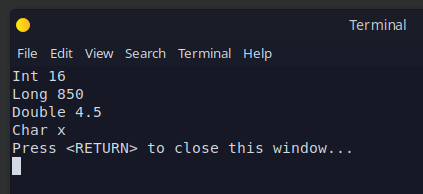 Terminal
File Edit View Search Terminal Help
Int 16
Long 850
Double 4.5
Char x
Press <RETURN> to close this window...